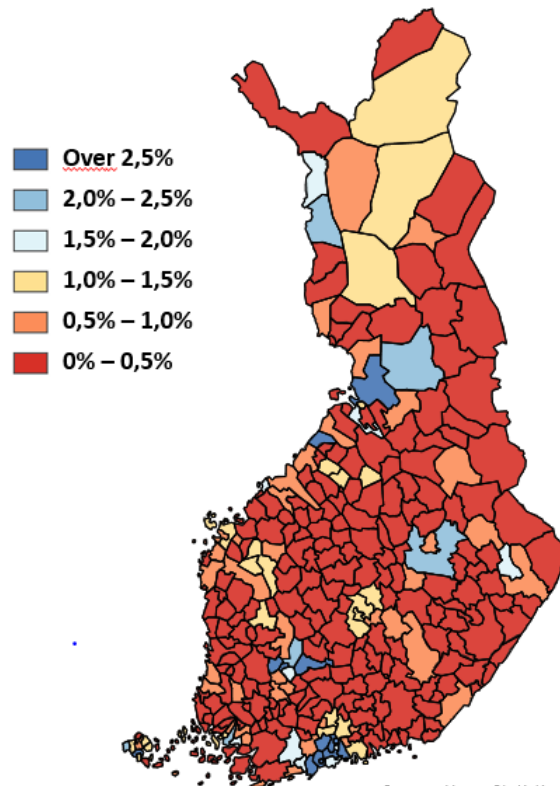 Over 2,5%
2,0% – 2,5%
1,5% – 2,0%
1,0% – 1,5%
0,5% – 1,0%
0% – 0,5%